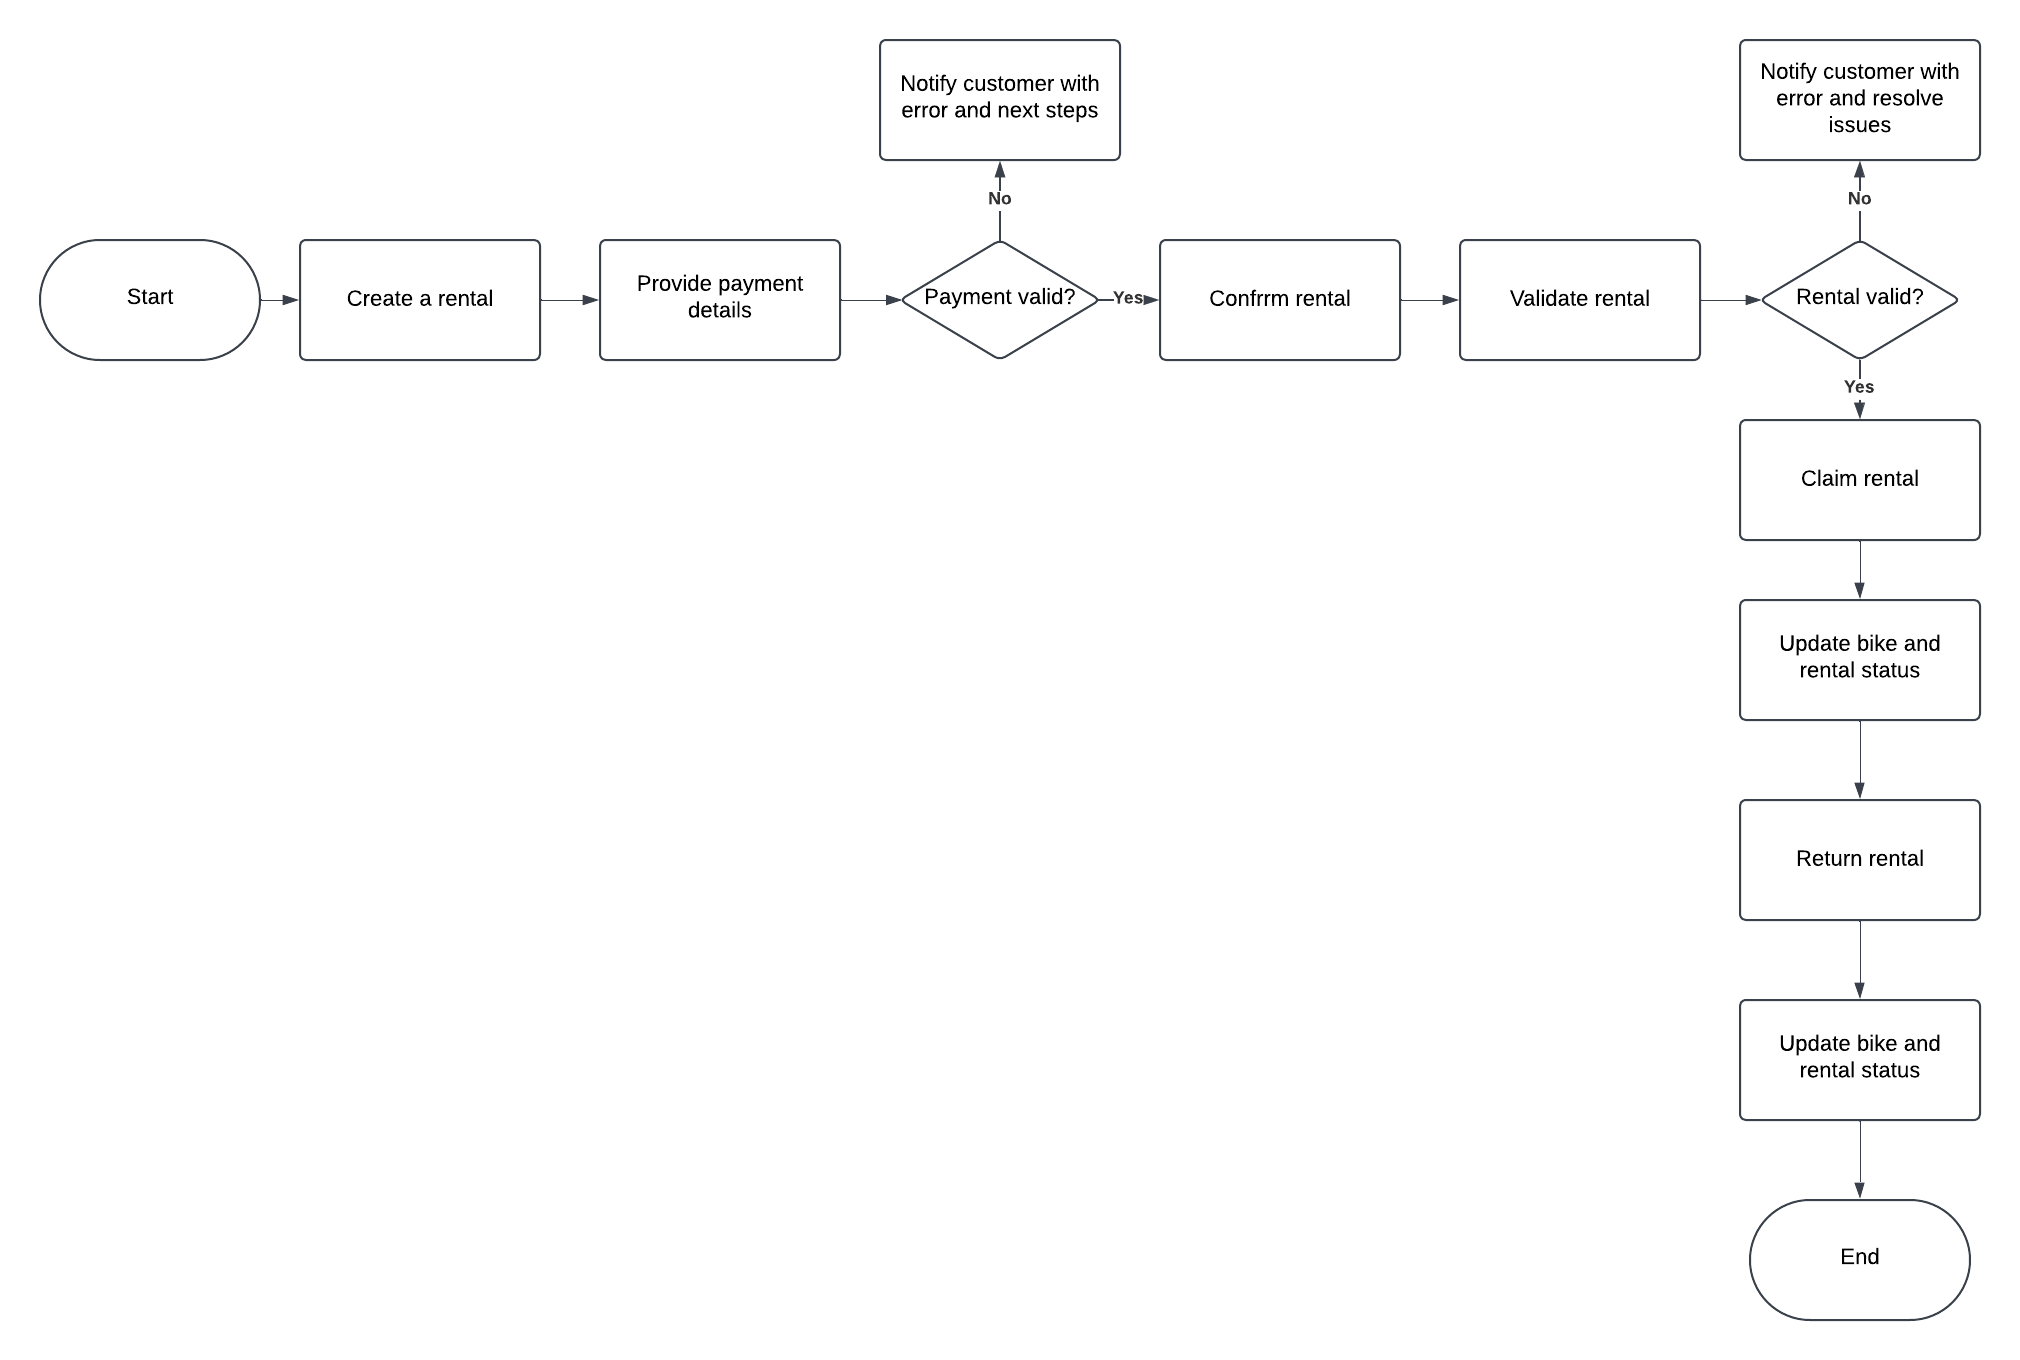 Notify customer with
error and next steps
Notify customer with
error and resolve
issues
No
No
Start
Create a rental
Provide payment
details
Payment valid?
Yes
Confrrm rental
Validate rental
Rental valid?
Yes
Claim rental
Update bike and
rental status
Return rental
Update bike and
rental status
End